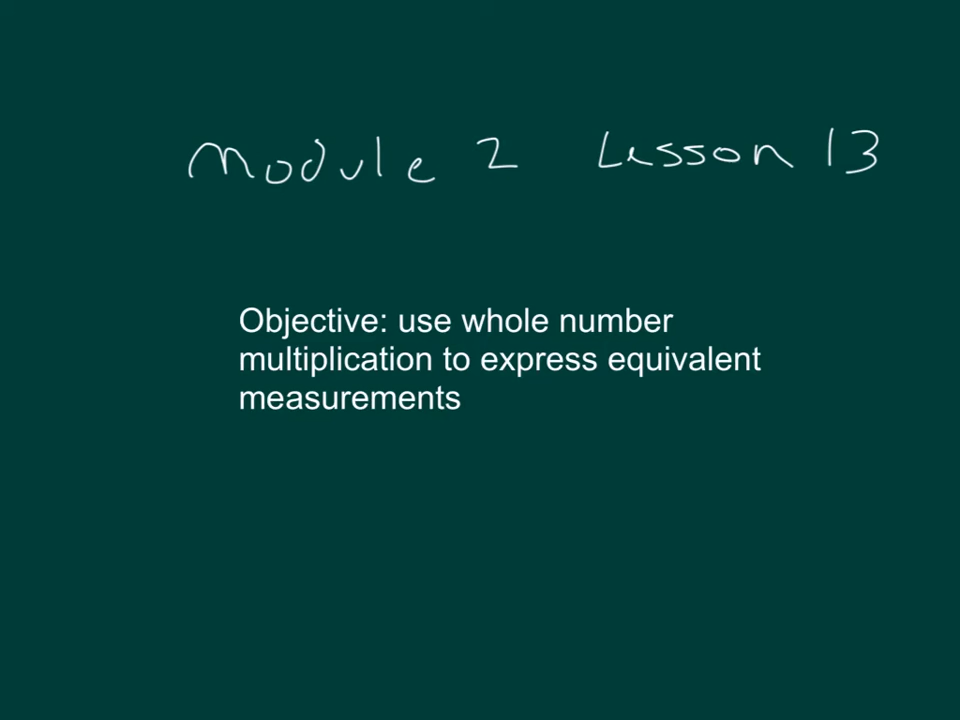 Module 2 Lesson 13
Objective: use whole number
multiplication to express equivalent
measurements